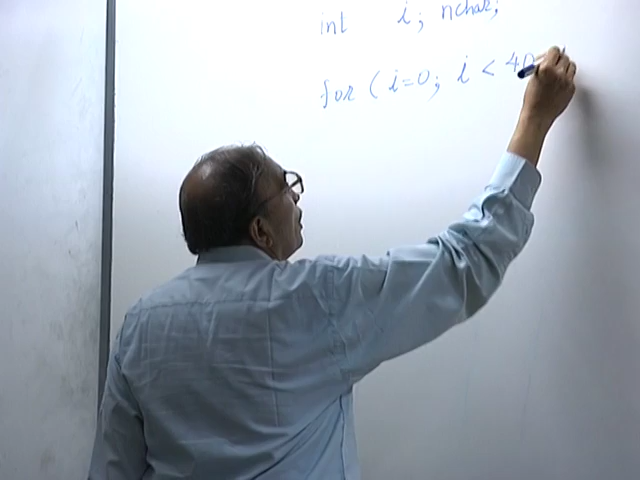 int i; nchar;
for (i=0; i < 40